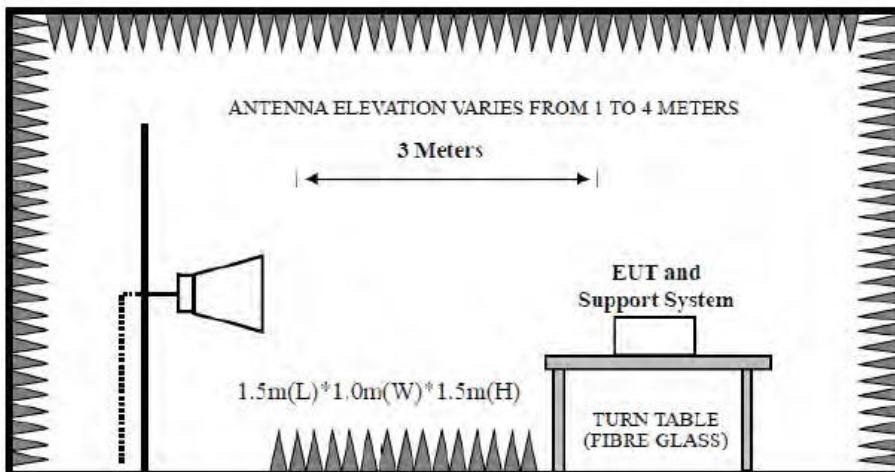 ANTENNA ELEVATION VARIES FROM 1 TO 4 METERS
3 Meters
EUT and
Support System
1.5m(L)*1.0m(W)*1.5m(H)
TURN TABLE
(FIBRE GLASS)